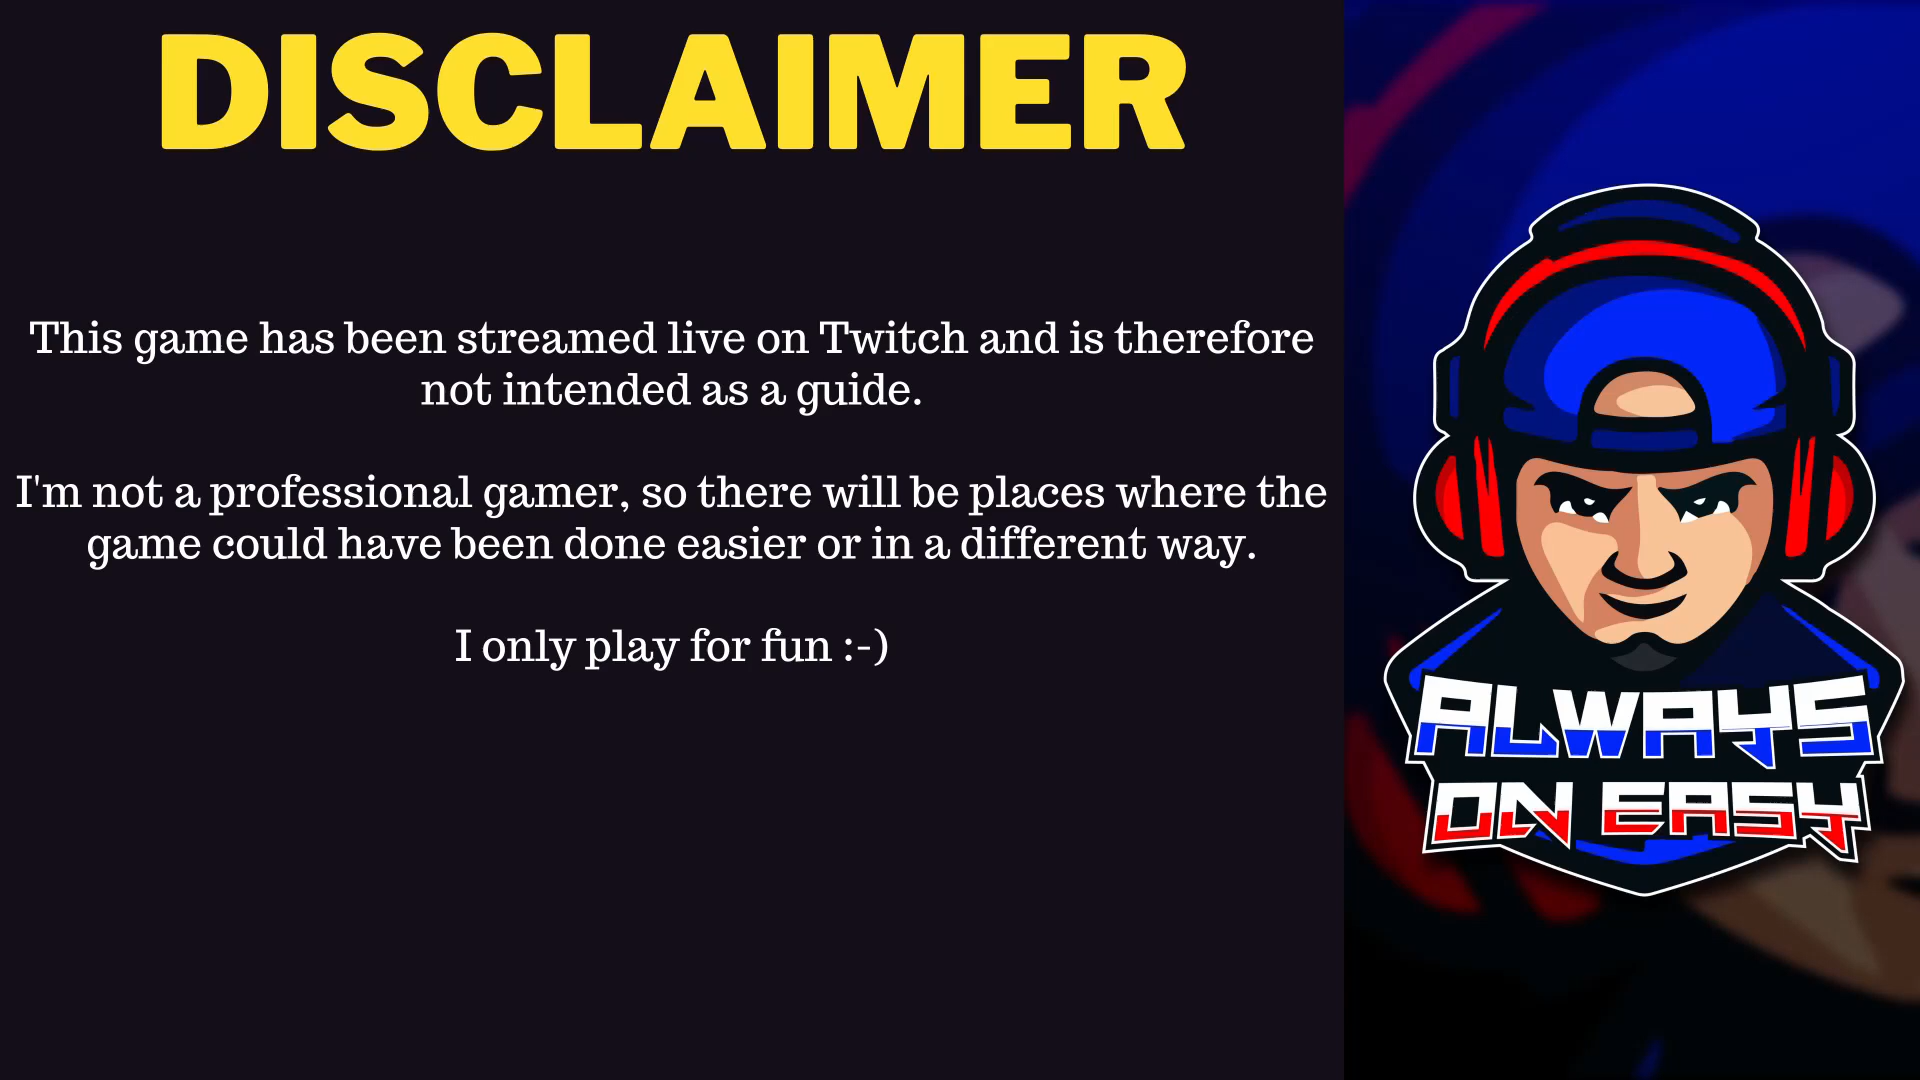 DISCLAIMER
This game has been streamed live on Twitch and is therefore
not intended as a guide.
I'm not a professional gamer, so there will be places where the
game could have been done easier or in a different way.
I only play for fun :-)
ALWAYS
ON EASY